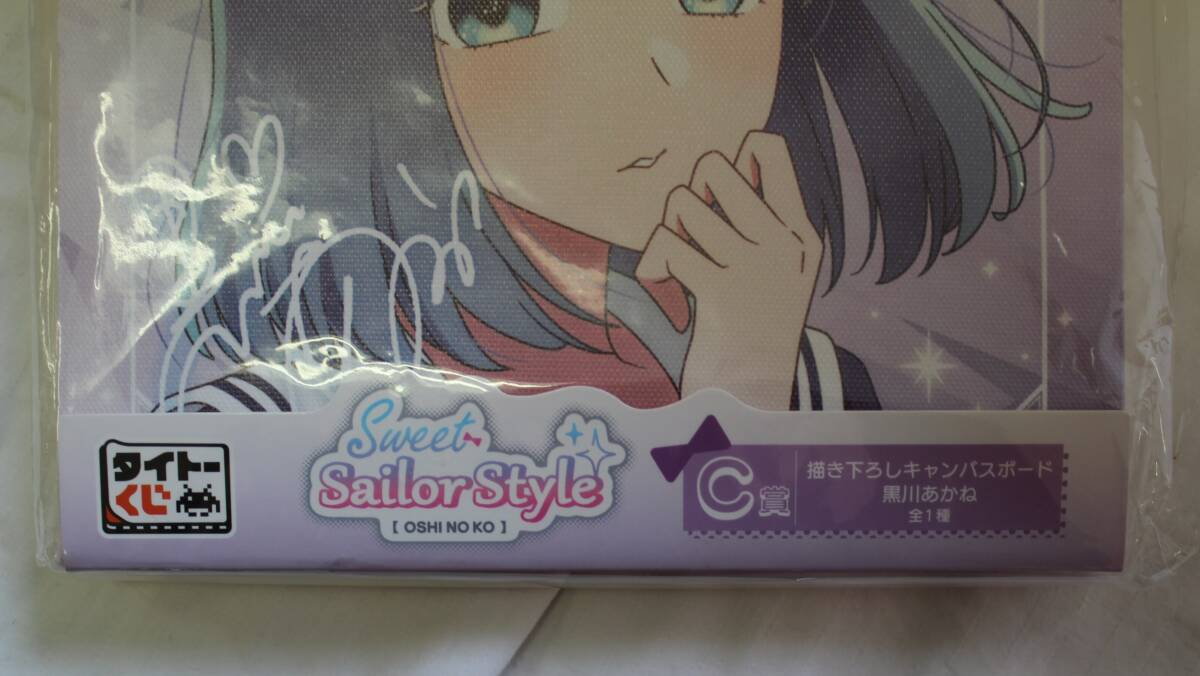 タイトー
くじ
Sweet
Sailor Style
[ OSHI NO KO ]
C賞
描き下ろしキャンバスボード
黒川あかね
全1種